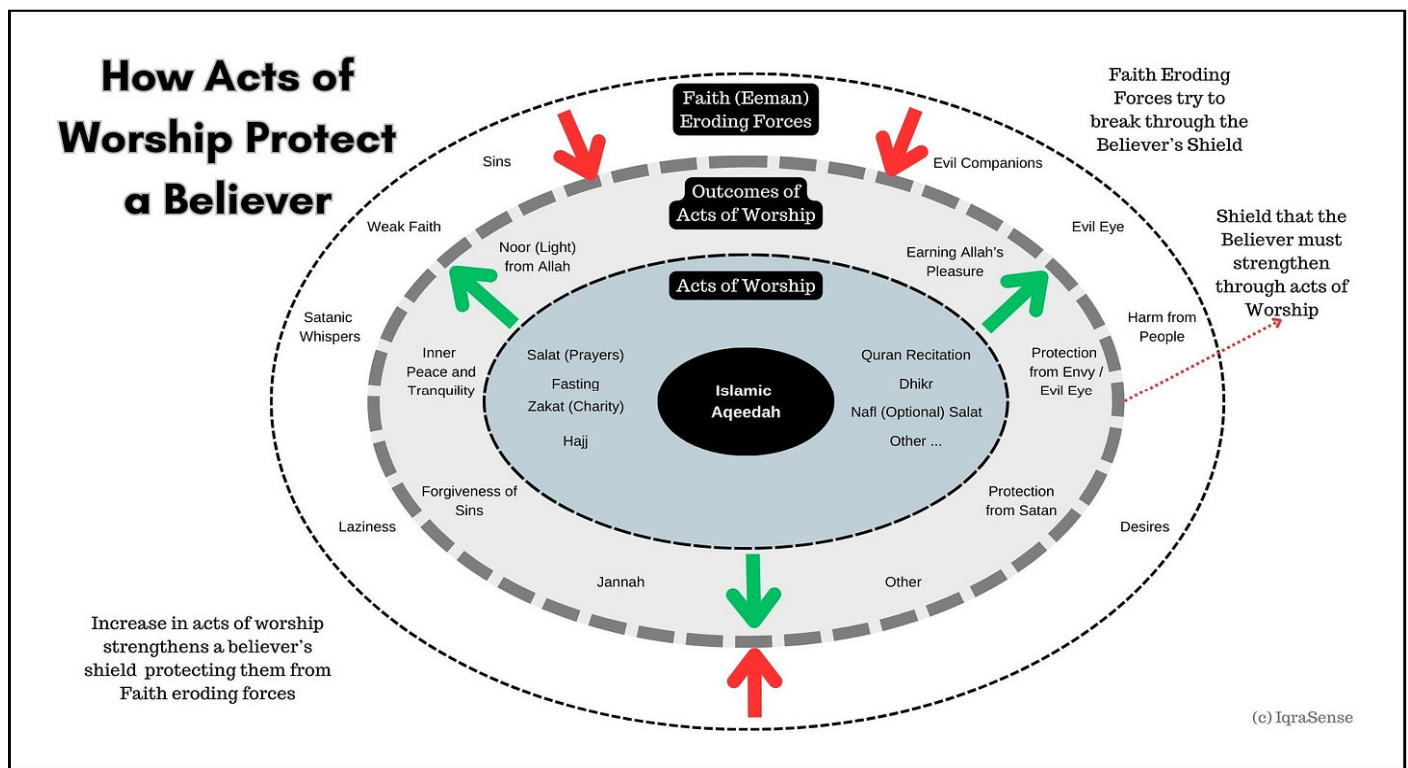 How Acts of
Worship Protect
a Believer
Faith (Eeman)
Eroding Forces
Faith Eroding
Forces try to
break through the
Believer's Shield
Sins
Evil Companions
Outcomes of
Acts of Worship
Weak Faith
Evil Eye
Shield that the
Believer must
strengthen
through acts of
Worship
Noor (Light)
from Allah
Earning Allah's
Pleasure
Acts of Worship
Satanic
Whispers
Harm from
People
Inner
Peace and
Tranquility
Salat (Prayers)
Fasting
Zakat (Charity)
Hajj
Islamic
Aqeedah
Quran Recitation
Dhikr
Nafl (Optional) Salat
Other ...
Protection
from Envy /
Evil Eye
Forgiveness of
Sins
Protection
from Satan
Laziness
Desires
Jannah
Other
Increase in acts of worship
strengthens a believer's
shield protecting them from
Faith eroding forces
(c) IqraSense